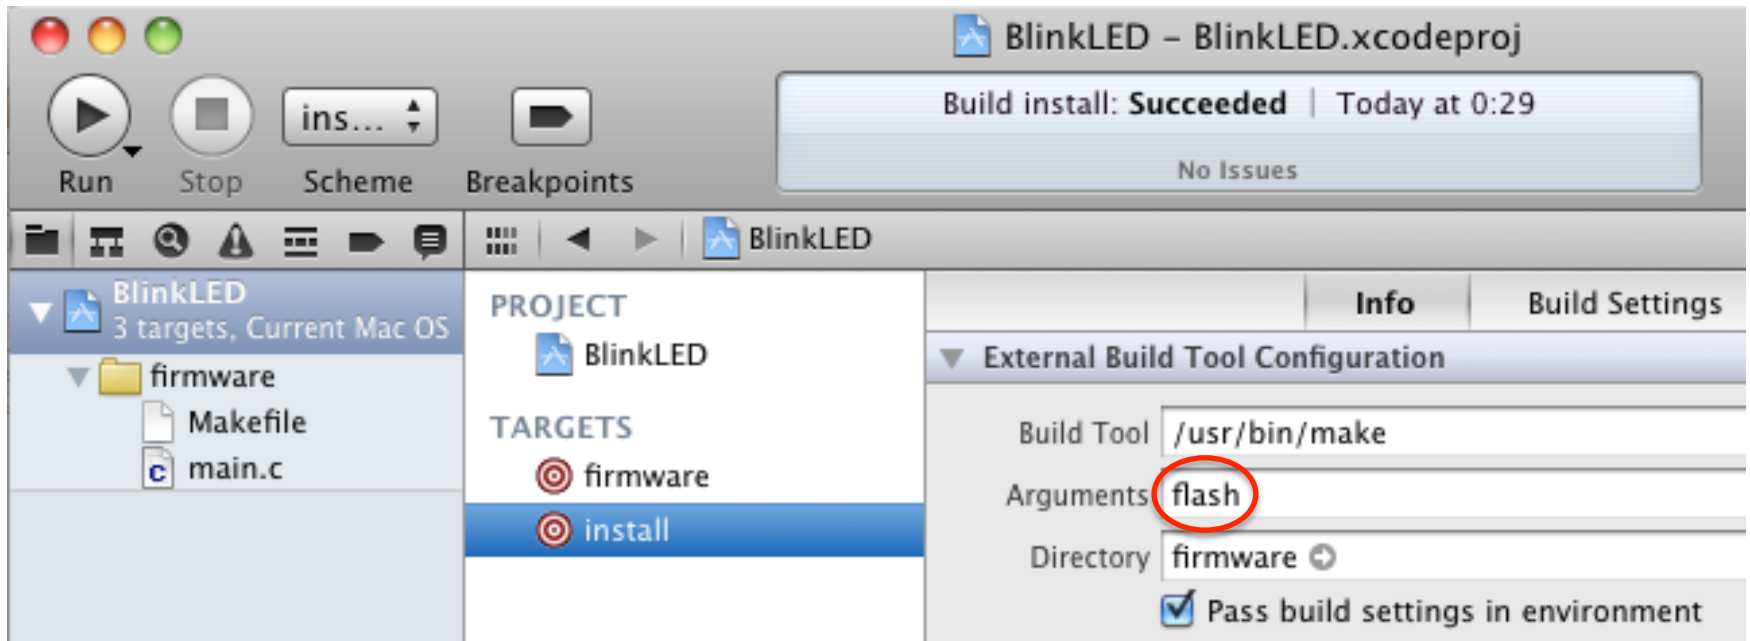 BlinkLED – BlinkLED.xcodeproj
ins...
Build install: Succeeded | Today at 0:29
No Issues
Run Stop Scheme Breakpoints
BlinkLED
BlinkLED
3 targets, Current Mac OS
firmware
Makefile
main.c
PROJECT
BlinkLED
TARGETS
firmware
install
Info Build Settings
External Build Tool Configuration
Build Tool /usr/bin/make
Arguments flash
Directory firmware
Pass build settings in environment